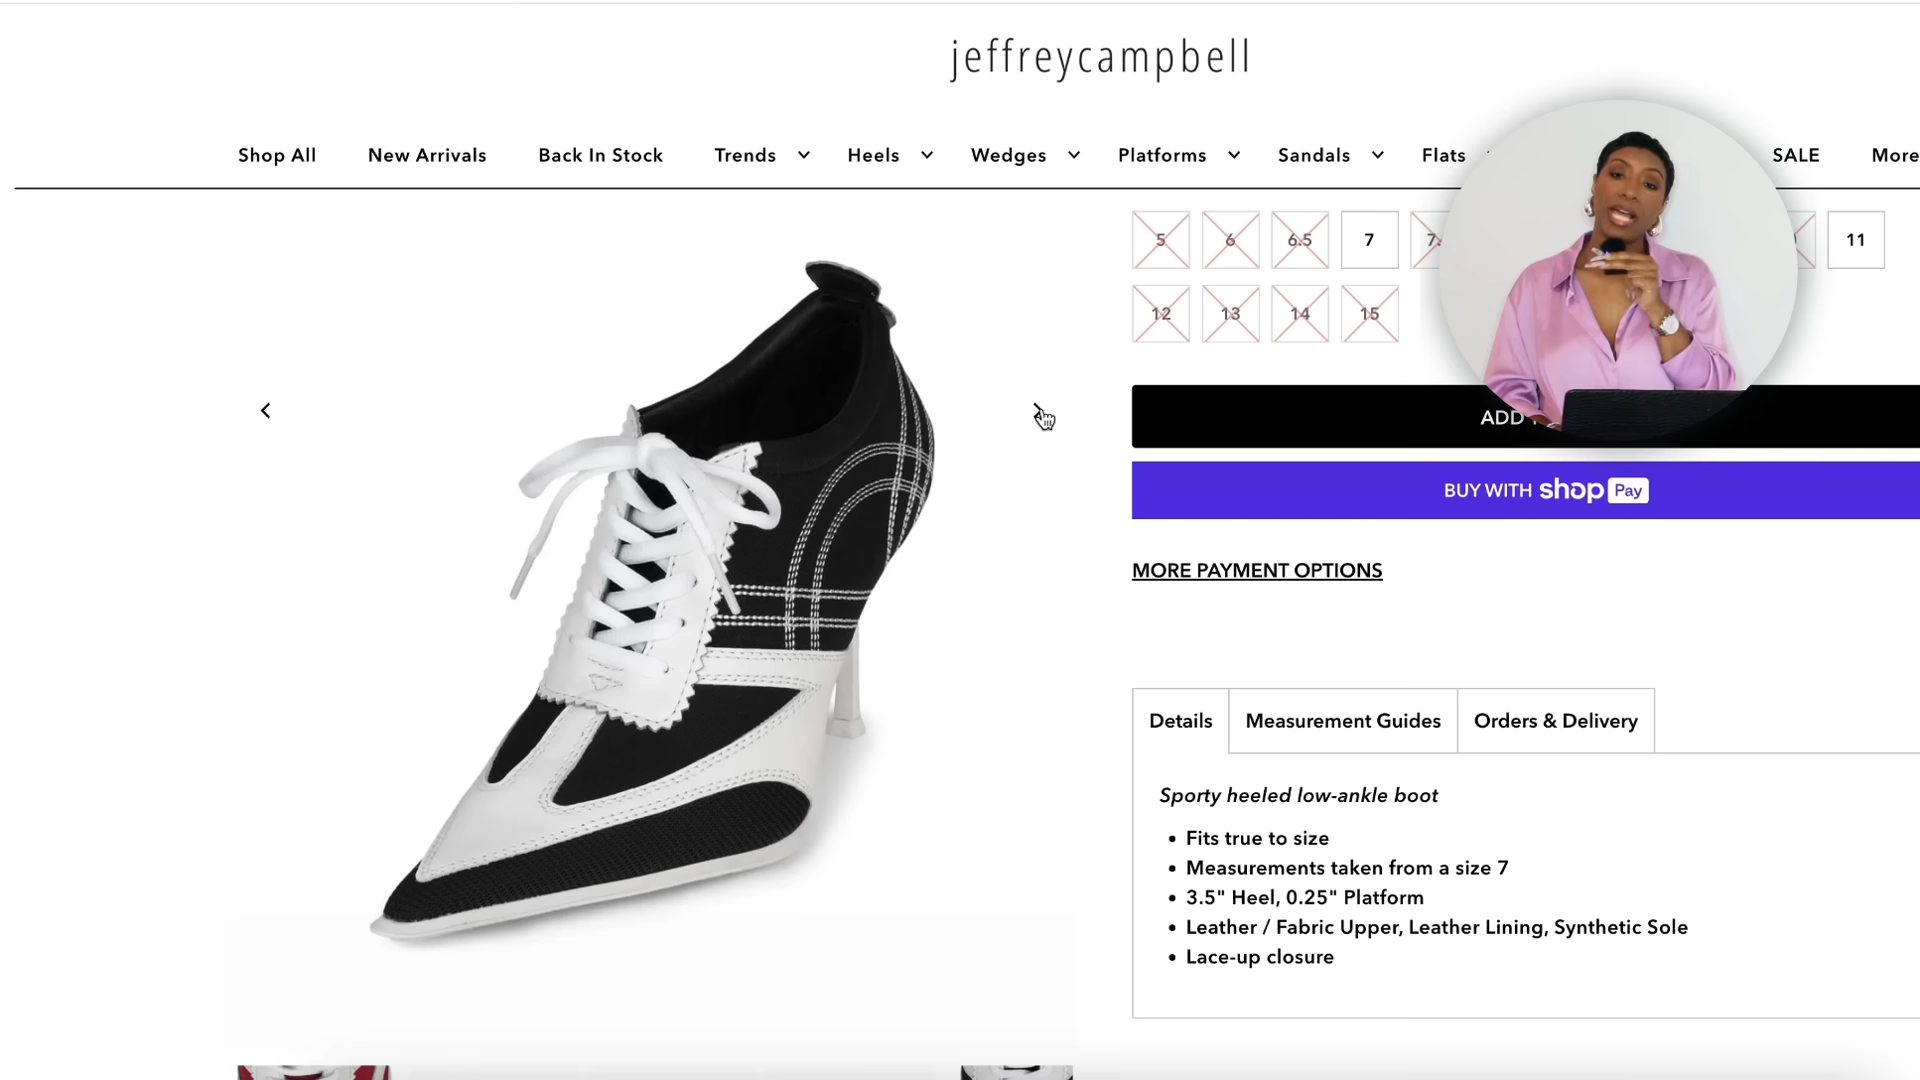 jeffreycampbell
Shop All New Arrivals Back In Stock Trends Heels Wedges Platforms Sandals Flats SALE More
5 6 6.5 7 7. 11
12 13 14 15
ADD
BUY WITH shop Pay
MORE PAYMENT OPTIONS
Details Measurement Guides Orders & Delivery
Sporty heeled low-ankle boot
• Fits true to size
• Measurements taken from a size 7
• 3.5" Heel, 0.25" Platform
• Leather / Fabric Upper, Leather Lining, Synthetic Sole
• Lace-up closure